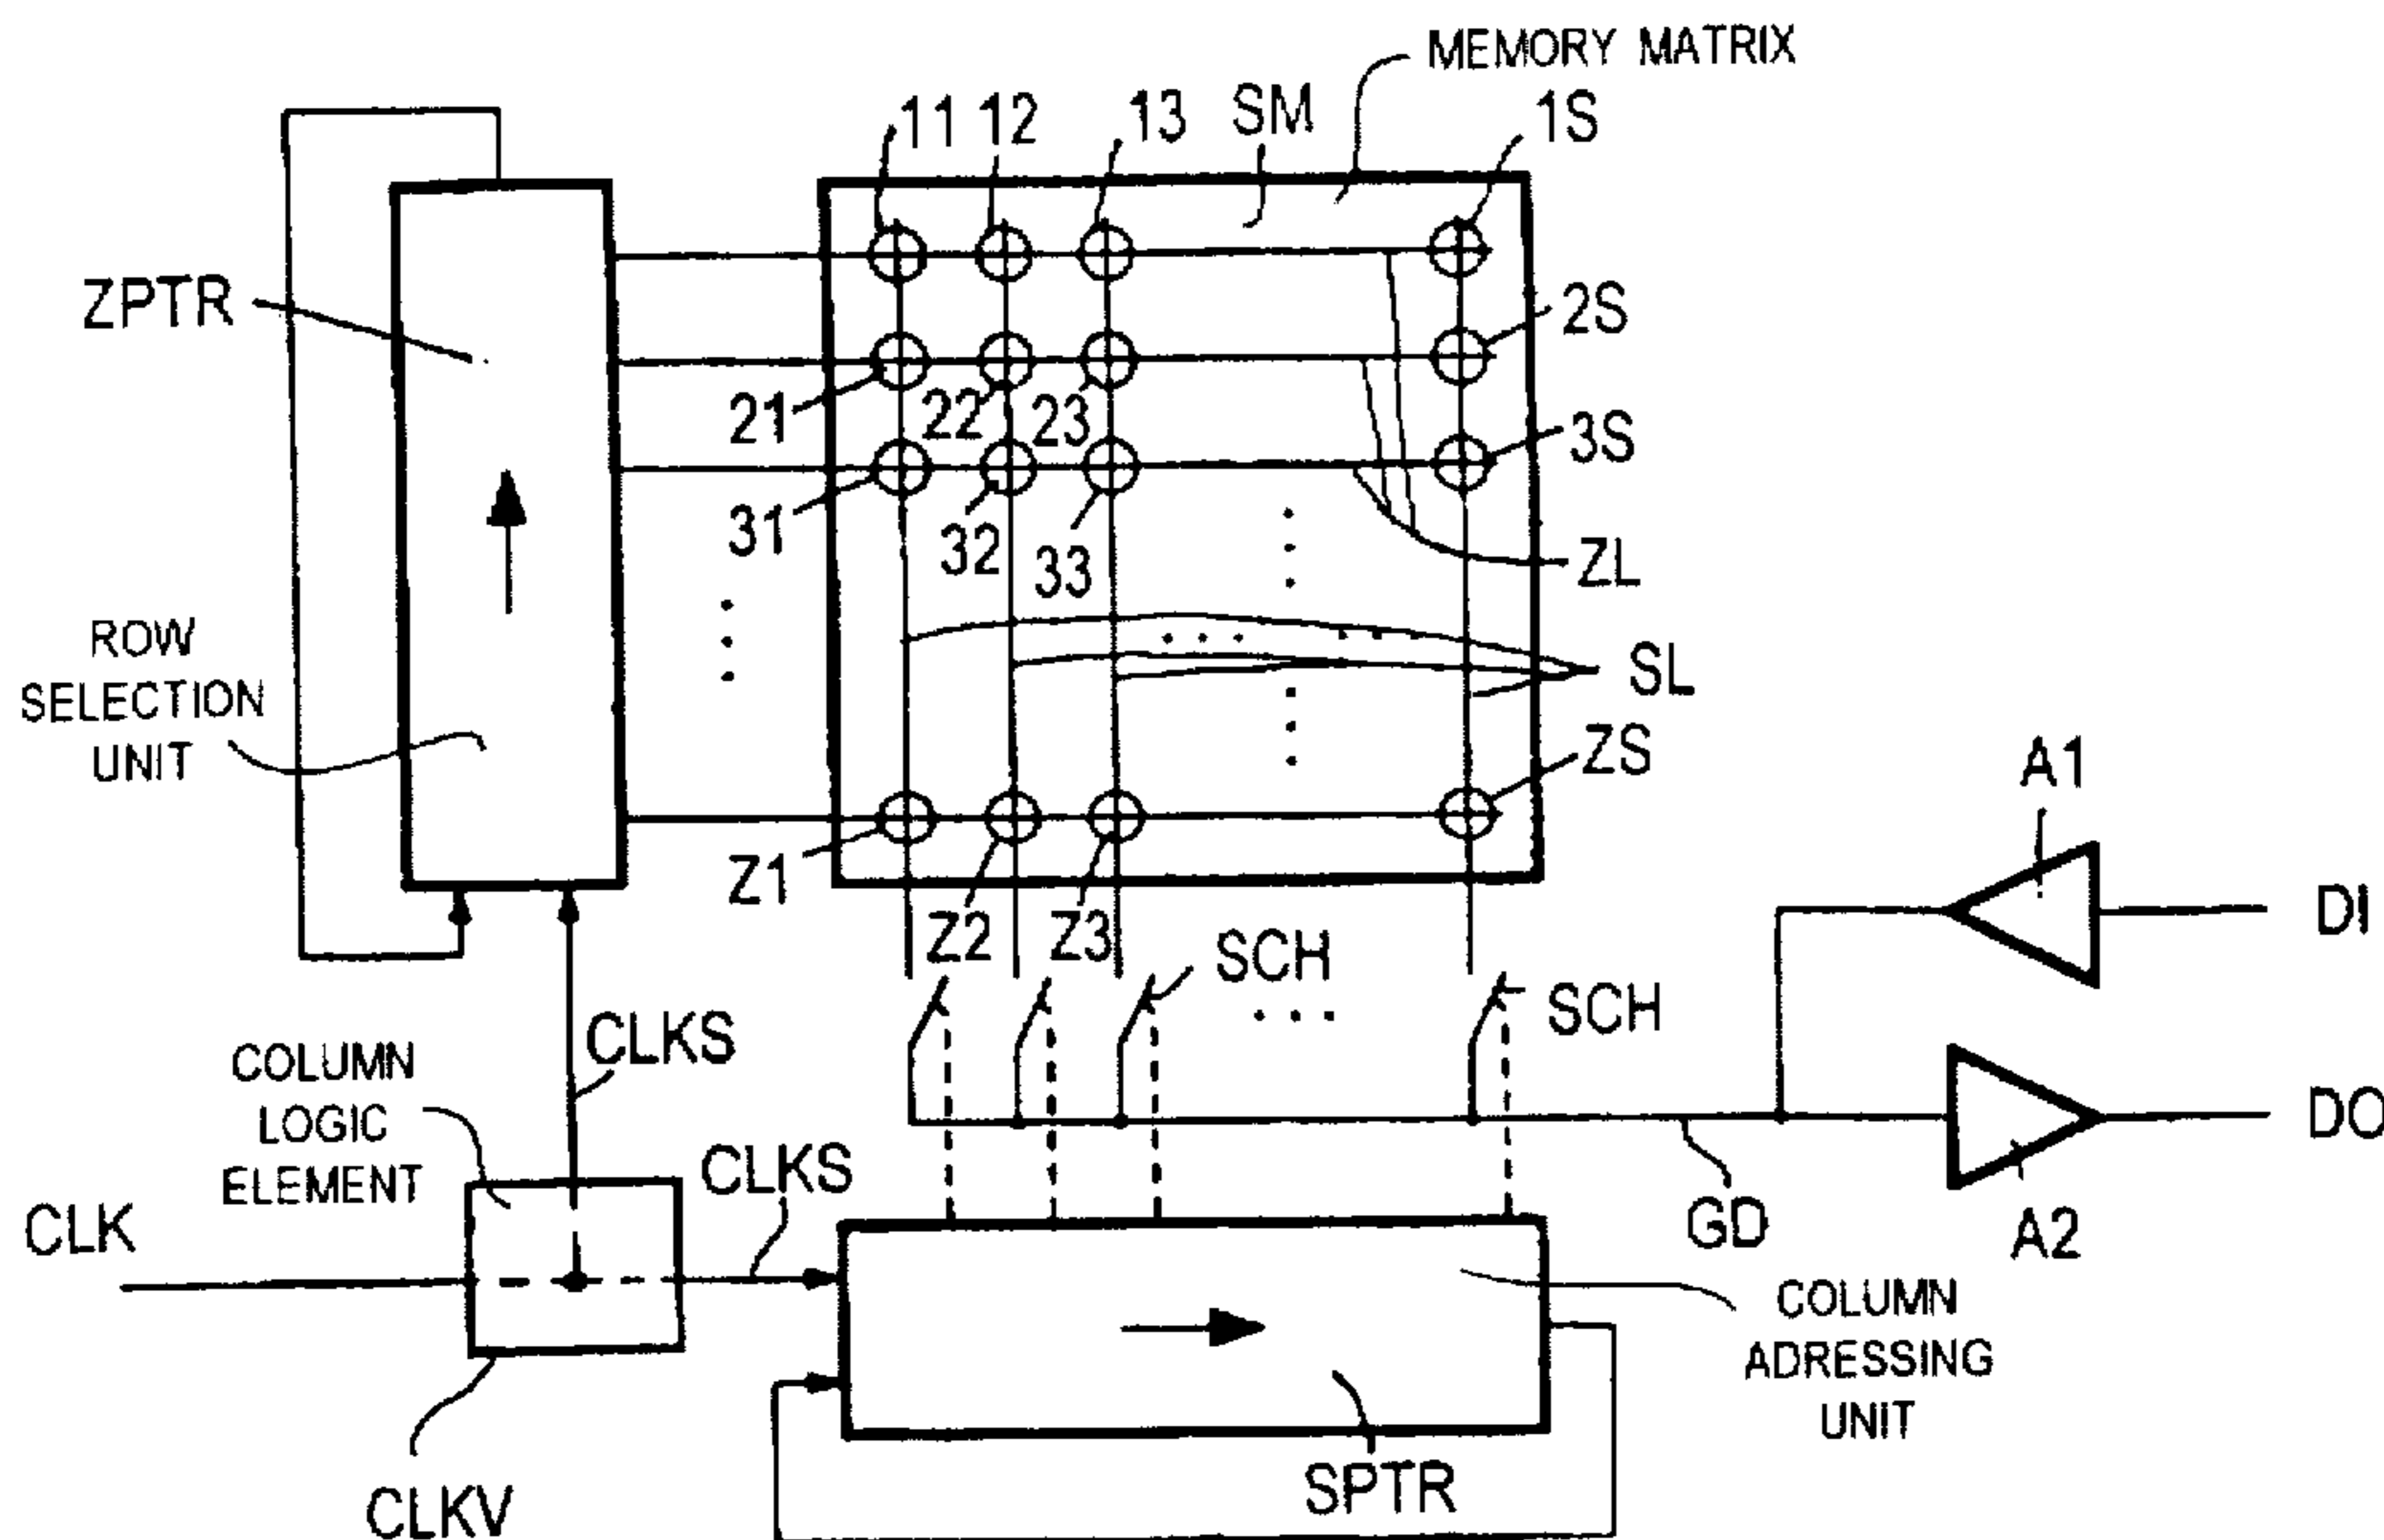 MEMORY MATRIX
11
12
13
SM
1S
ZPTR
2S
21
22
23
3S
31
32
33
ZL
ROW
SELECTION
UNIT
SL
ZS
A1
Z1
Z2
Z3
DI
SCH
SCH
CLKS
COLUMN
LOGIC
ELEMENT
CLKS
DO
CLK
GD
A2
COLUMN
ADRESSING
UNIT
SPTR
CLKV